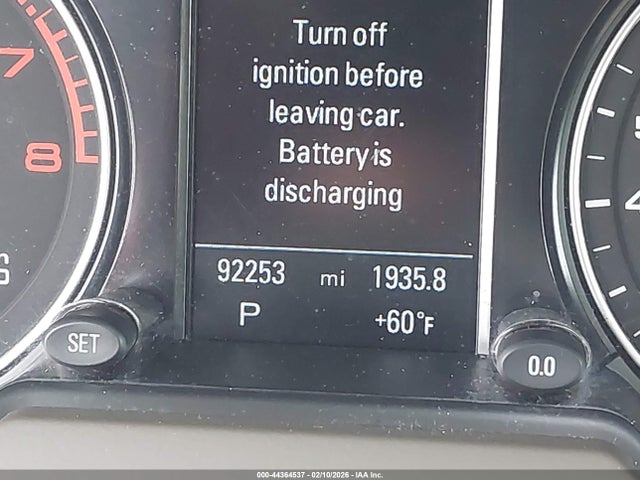 Turn off
ignition before
leaving car.
Battery is
discharging
7
8
92253 mi 1935.8
P +60°F
SET
0.0
000-44364537 - 02/10/2026 - IAA Inc.